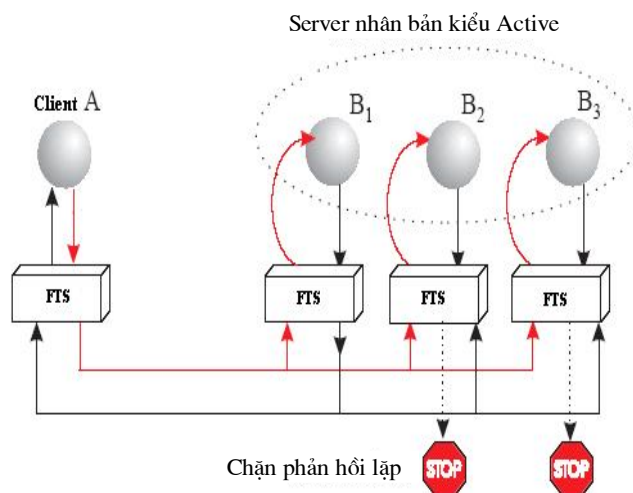 Server nhân bản kiểu Active
Client A
B1
B2
B3
FTS
FTS
FTS
FTS
Chặn phản hồi lặp
STOP
STOP